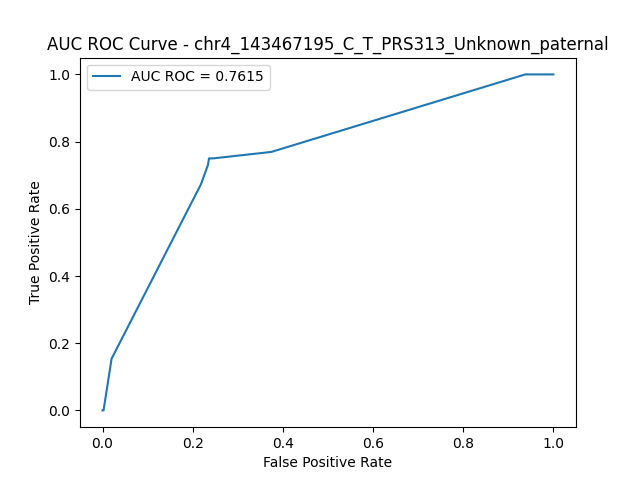 AUC ROC Curve - chr4_143467195_C_T_PRS313_Unknown_paternal
AUC ROC = 0.7615
1.0
0.8
0.6
0.4
0.2
0.0
True Positive Rate
0.0 0.2 0.4 0.6 0.8 1.0
False Positive Rate